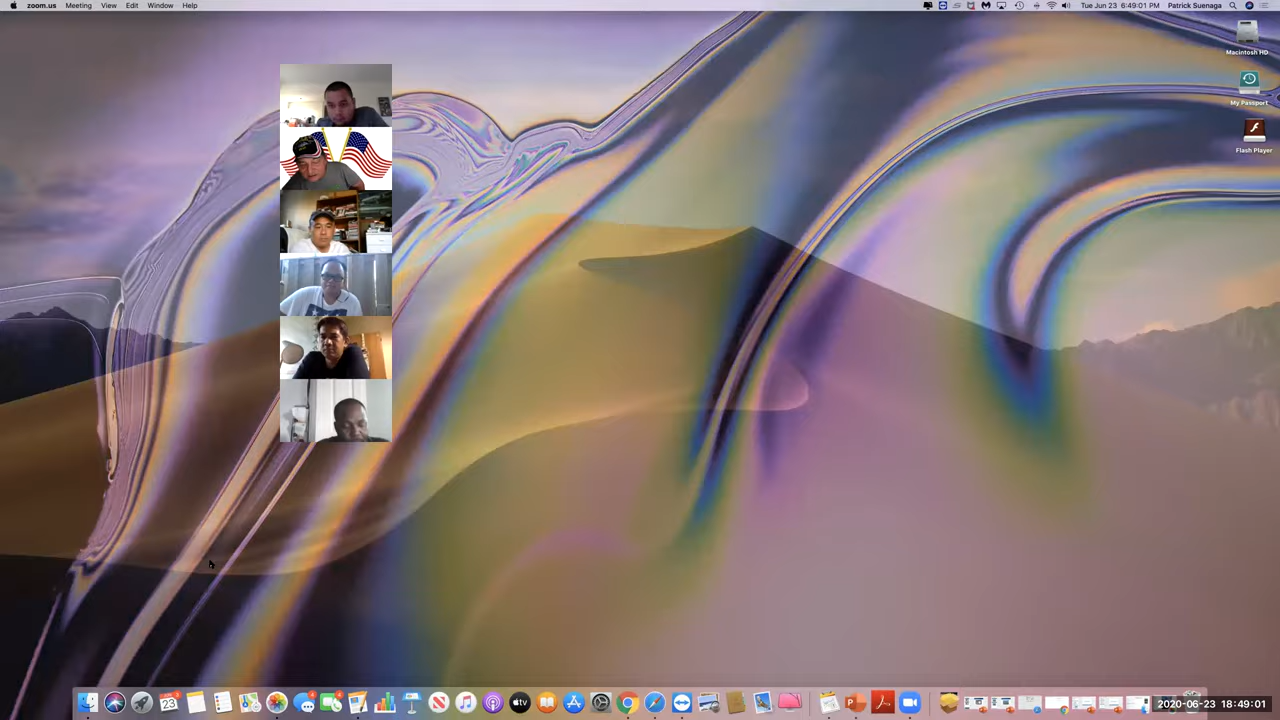 zoom.us Meeting View Edit Window Help
Tue Jun 23 6:49:01 PM Patrick Suenaga
Macintosh HD
My Passport
Flash Player
23
2020-06-23 18:49:01